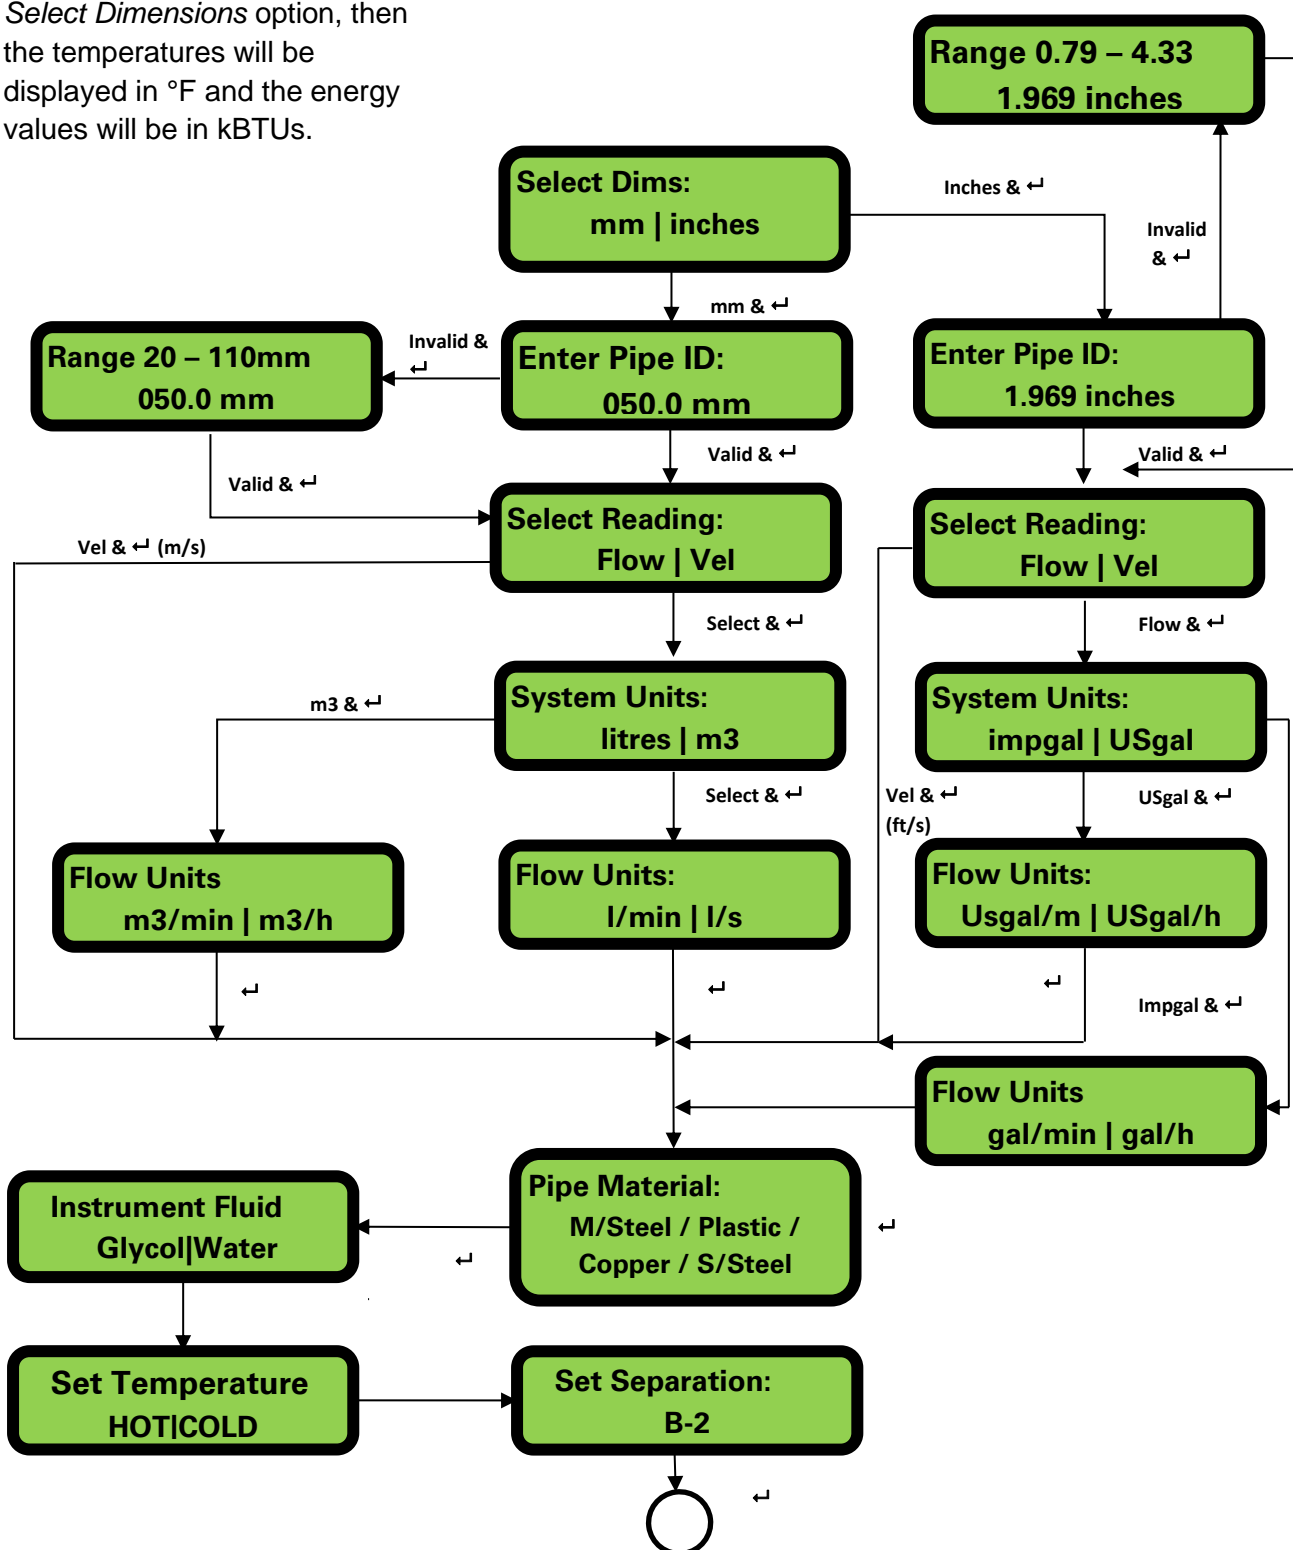 Select Dimensions option, then
the temperatures will be
displayed in °F and the energy
values will be in kBTUs.
Range 0.79 – 4.33
1.969 inches
Select Dims:
mm | inches
Inches & ↵
Invalid
& ↵
mm & ↵
Range 20 – 110mm
050.0 mm
Invalid &
↵
Enter Pipe ID:
050.0 mm
Enter Pipe ID:
1.969 inches
Valid & ↵
Valid & ↵
Valid & ↵
Select Reading:
Flow | Vel
Select Reading:
Flow | Vel
Vel & ↵ (m/s)
Select & ↵
Flow & ↵
m3 & ↵
System Units:
litres | m3
System Units:
impgal | USgal
Select & ↵
Vel & ↵
(ft/s)
USgal & ↵
Flow Units
m3/min | m3/h
Flow Units:
l/min | l/s
Flow Units:
Usgal/m | USgal/h
↵
↵
↵
Impgal & ↵
Flow Units
gal/min | gal/h
Pipe Material:
M/Steel / Plastic /
Copper / S/Steel
↵
Instrument Fluid
Glycol|Water
↵
Set Temperature
HOT|COLD
Set Separation:
B-2
↵